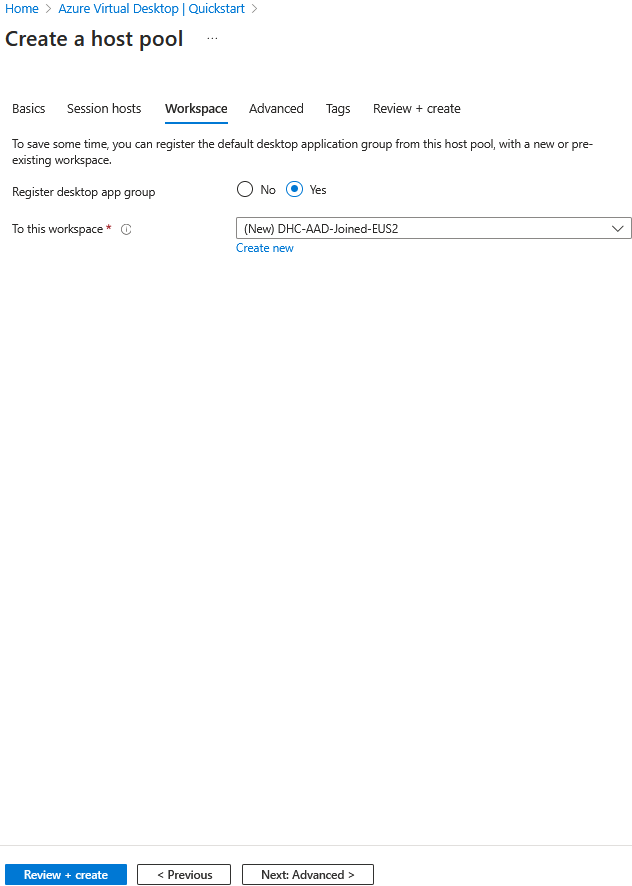 Home > Azure Virtual Desktop | Quickstart >
Create a host pool ...
Basics Session hosts Workspace Advanced Tags Review + create
To save some time, you can register the default desktop application group from this host pool, with a new or pre-
existing workspace.
Register desktop app group No Yes
To this workspace * (New) DHC-AAD-Joined-EUS2
Create new
Review + create < Previous Next: Advanced >